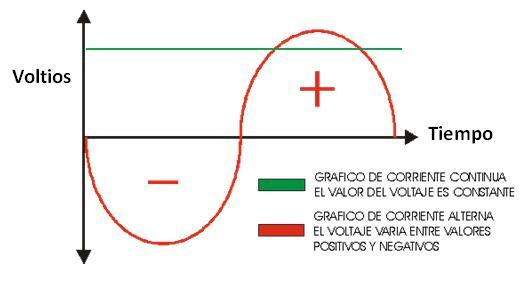 Voltios
+
Tiempo
−
GRAFICO DE CORRIENTE CONTINUA
EL VALOR DEL VOLTAJE ES CONSTANTE
GRAFICO DE CORRIENTE ALTERNA
EL VOLTAJE VARIA ENTRE VALORES
POSITIVOS Y NEGATIVOS